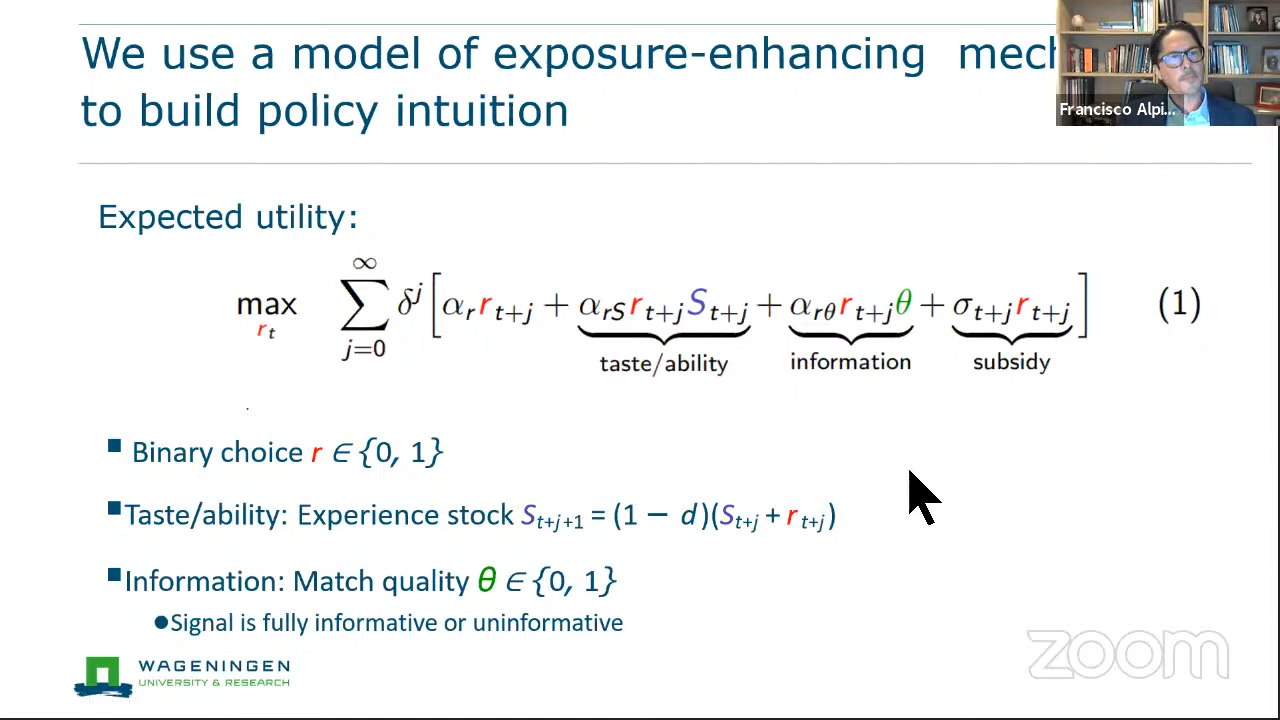 We use a model of exposure-enhancing mech
to build policy intuition
Francisco Alpi...
Expected utility:
max_{r_t} \sum_{j=0}^{\infty} δ^j [ α_r r_{t+j} + α_{rS} r_{t+j} S_{t+j} + α_{rθ} r_{t+j} θ + σ_{t+j} r_{t+j} ] (1)
taste/ability information subsidy
■ Binary choice r ∈ {0, 1}
■ Taste/ability: Experience stock S_{t+j+1} = (1 − d)(S_{t+j} + r_{t+j})
■ Information: Match quality θ ∈ {0, 1}
● Signal is fully informative or uninformative
WAGENINGEN
UNIVERSITY & RESEARCH
zoom